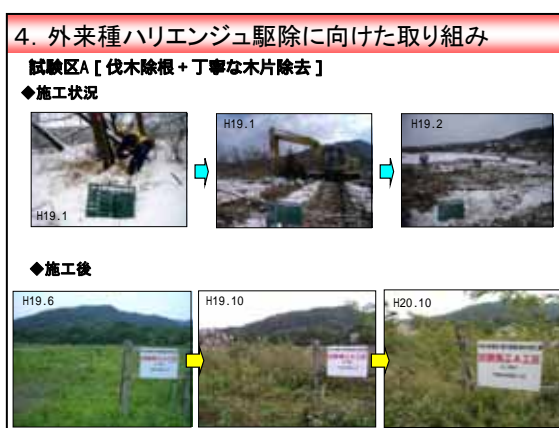 4. 外来種ハリエンジュ駆除に向けた取り組み
試験区A [ 伐木除根 + 丁寧な木片除去 ]
◆施工状況
H19.1
H19.1
H19.2
◆施工後
H19.6
H19.10
H20.10